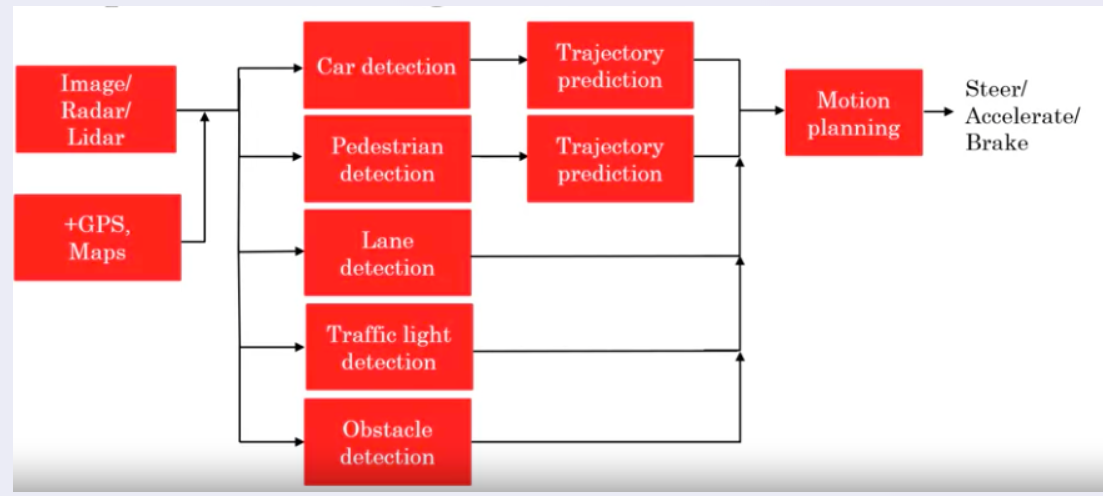 Image/
Radar/
Lidar
+GPS,
Maps
Car detection
Trajectory
prediction
Pedestrian
detection
Trajectory
prediction
Lane
detection
Traffic light
detection
Obstacle
detection
Motion
planning
Steer/
Accelerate/
Brake